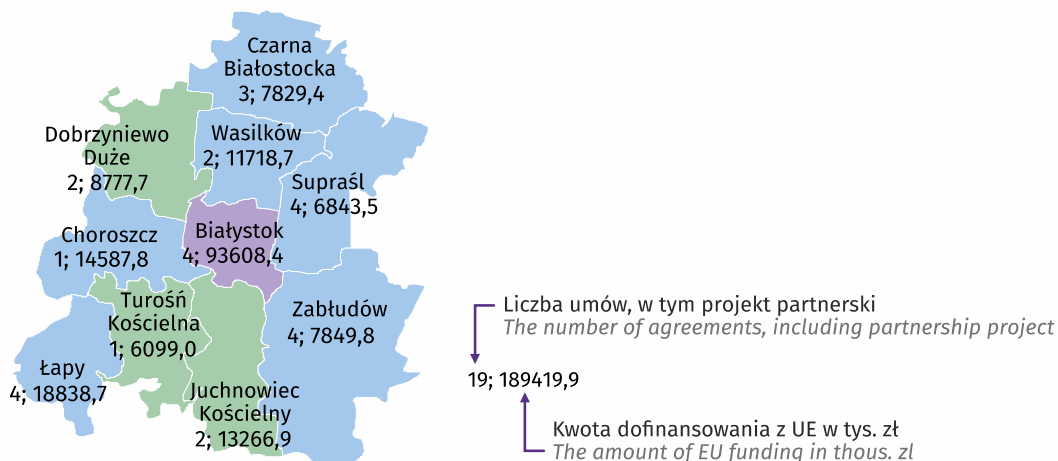 Czarna
Białostocka
3; 7829,4
Dobrzyniewo
Duże
2; 8777,7
Wasilków
2; 11718,7
Supraśl
4; 6843,5
Choroszcz
1; 14587,8
Białystok
4; 93608,4
Turośń
Kościelna
1; 6099,0
Zabłudów
4; 7849,8
Łapy
4; 18838,7
Juchnowiec
Kościelny
2; 13266,9
Liczba umów, w tym projekt partnerski
The number of agreements, including partnership project
19; 189419,9
Kwota dofinansowania z UE w tys. zł
The amount of EU funding in thous. zl